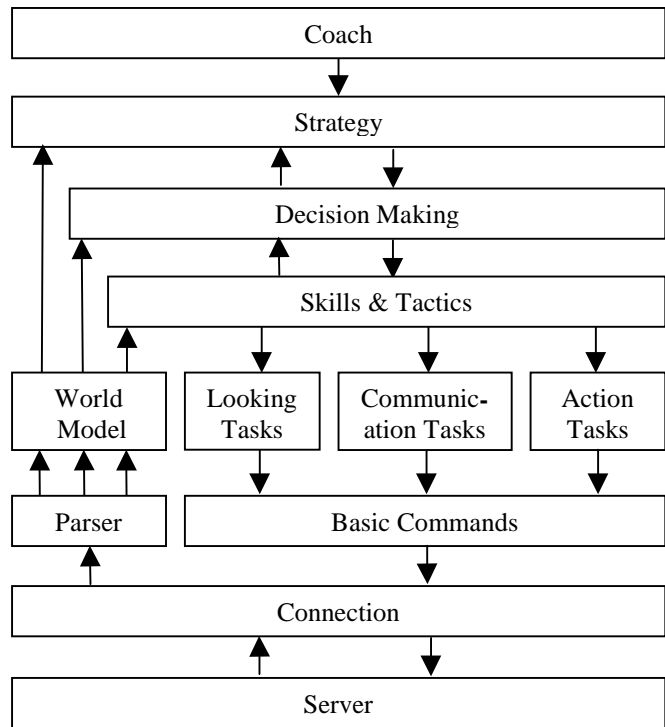 Coach
Strategy
Decision Making
Skills & Tactics
World
Model
Looking
Tasks
Communic-
ation Tasks
Action
Tasks
Parser
Basic Commands
Connection
Server